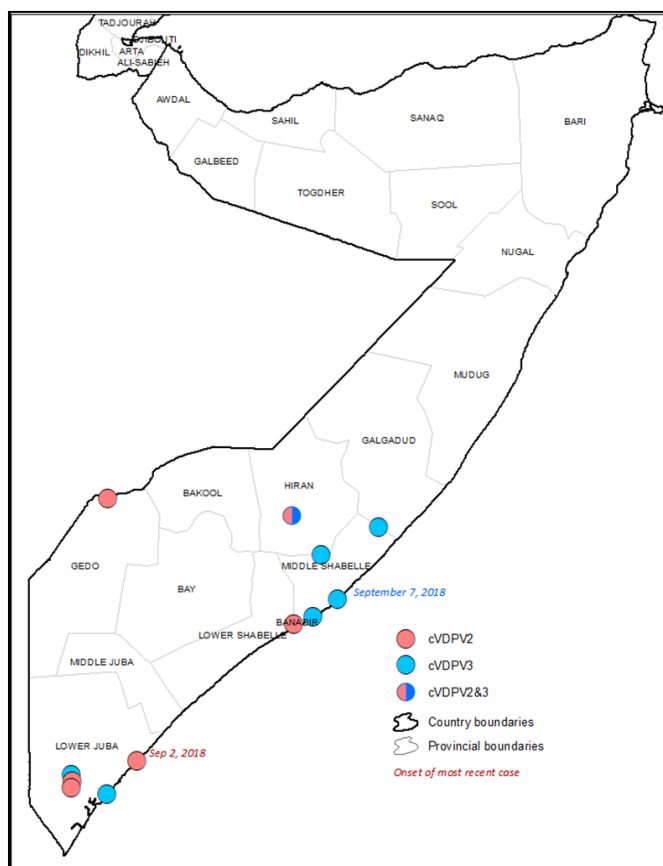 TADJOURAH
DJIBOUTI
DIKHIL
ARTA
ALI-SABIEH
AWDAL
SAHIL
SANAQ
BARI
GALBEED
TOGDHER
SOOL
NUGAL
MUDUG
GALGADUD
HIRAN
BAKOOL
GEDO
MIDDLE SHABELLE
BAY
September 7, 2018
BANADIR
LOWER SHABELLE
cVDPV2
MIDDLE JUBA
cVDPV3
cVDPV2&3
Country boundaries
LOWER JUBA
Sep 2, 2018
Provincial boundaries
Onset of most recent case